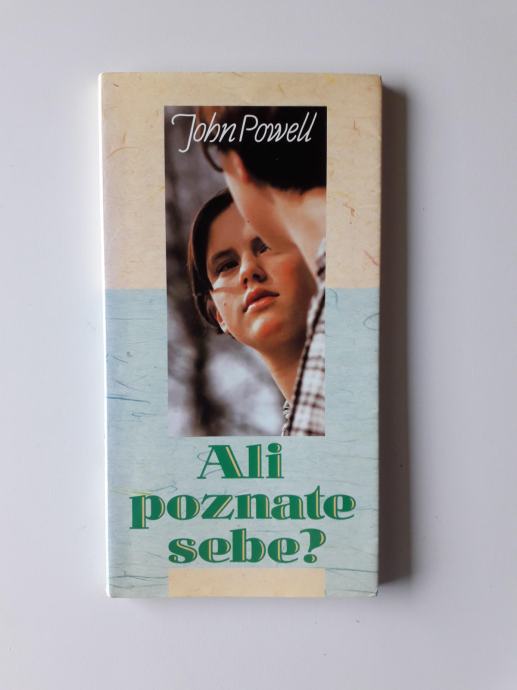 John Powell
Ali
poznate
sebe?